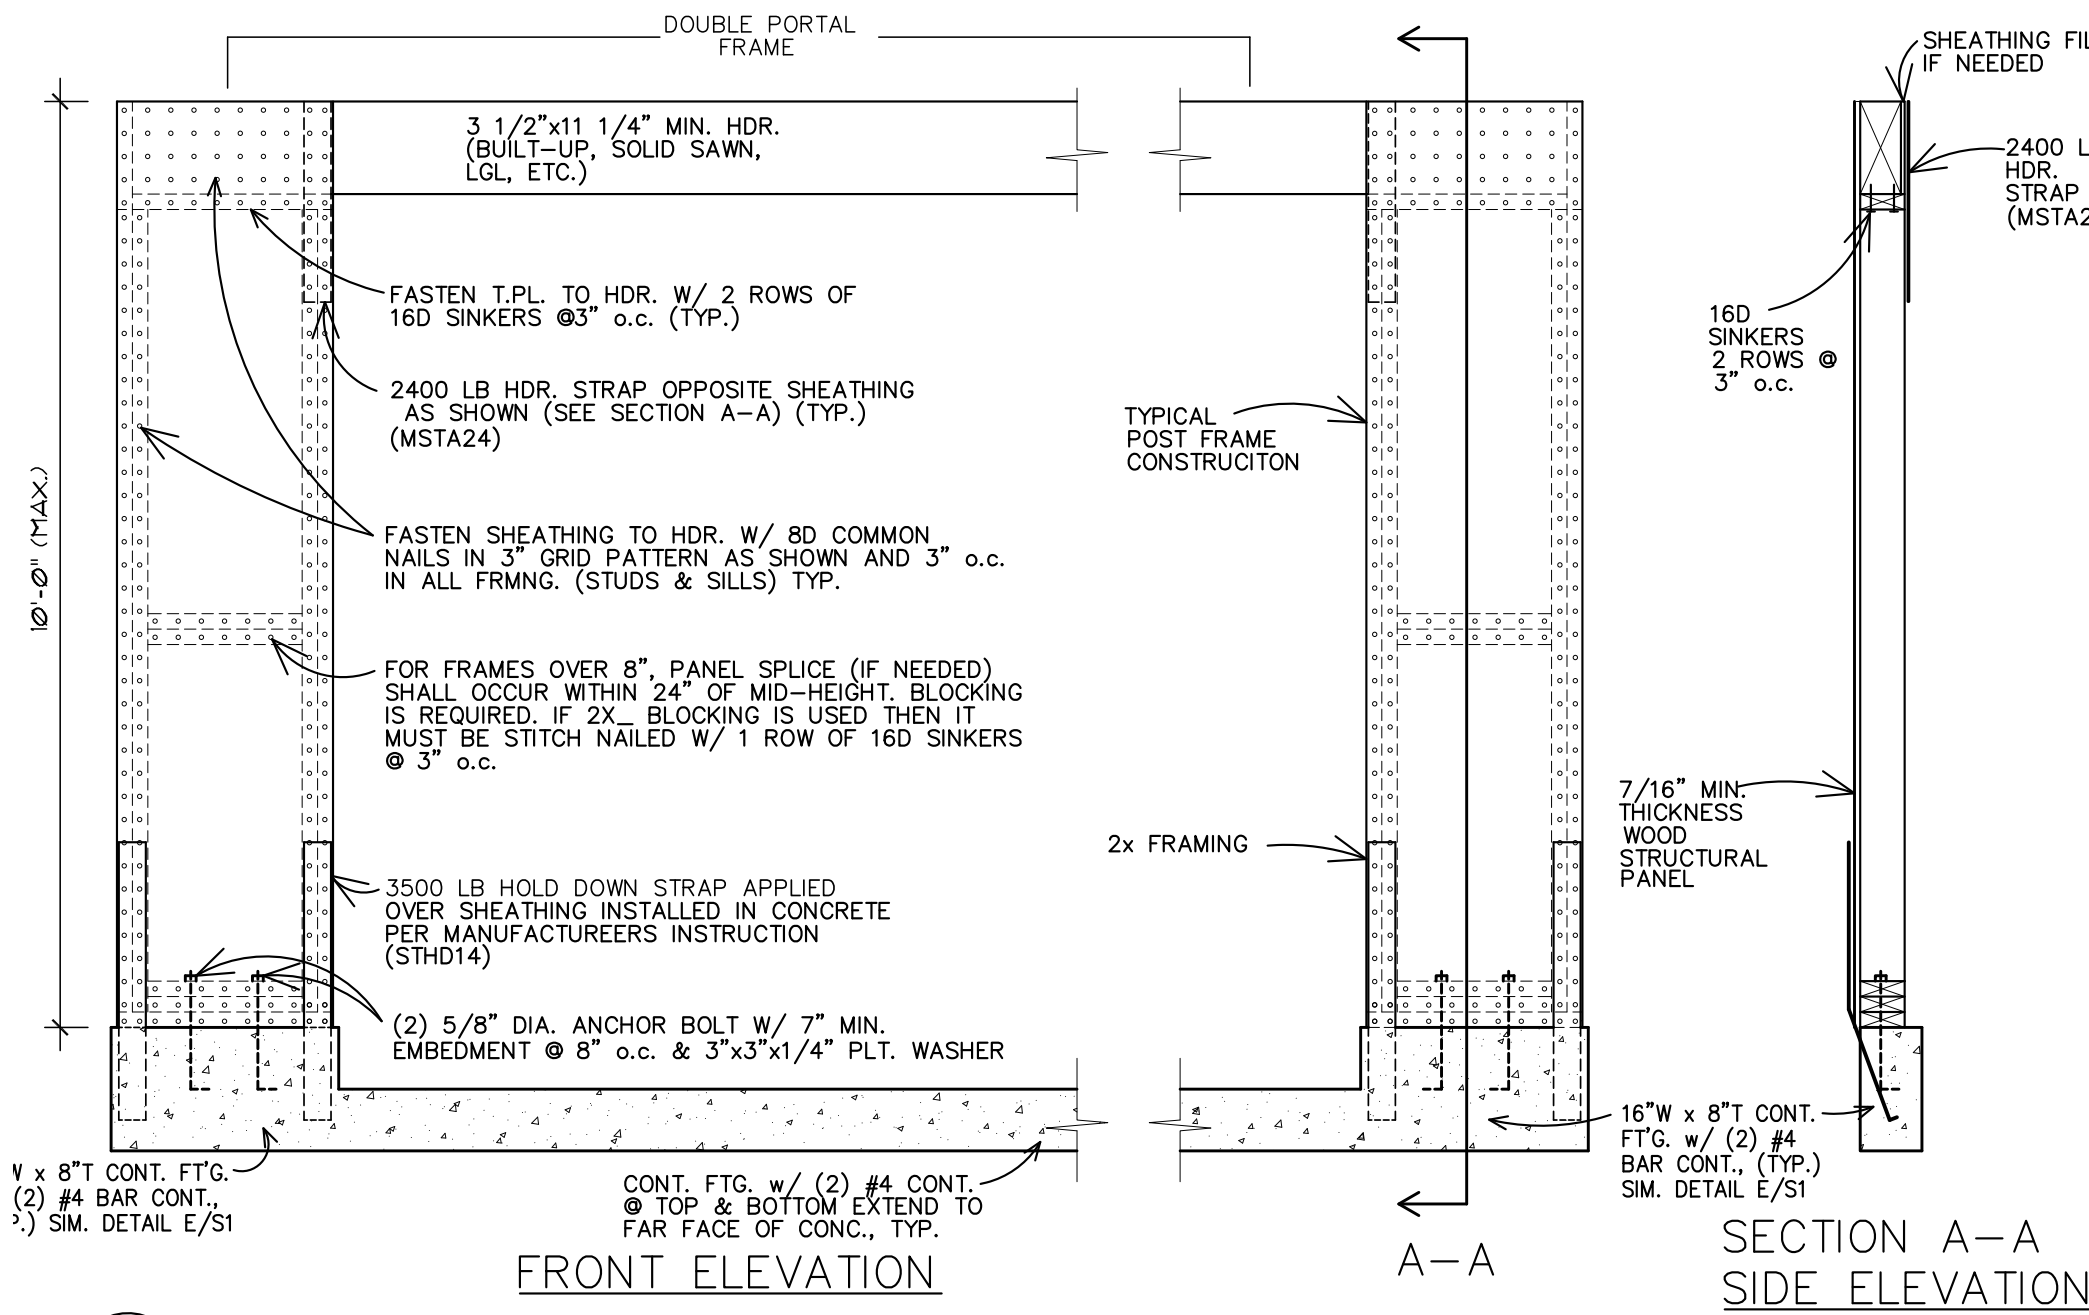 DOUBLE PORTAL
FRAME
3 1/2"x11 1/4" MIN. HDR.
(BUILT-UP, SOLID SAWN,
LGL, ETC.)
FASTEN T.PL. TO HDR. W/ 2 ROWS OF
16D SINKERS @3" o.c. (TYP.)
2400 LB HDR. STRAP OPPOSITE SHEATHING
AS SHOWN (SEE SECTION A-A) (TYP.)
(MSTA24)
10'-0" (MAX.)
FASTEN SHEATHING TO HDR. W/ 8D COMMON
NAILS IN 3" GRID PATTERN AS SHOWN AND 3" o.c.
IN ALL FRMNG. (STUDS & SILLS) TYP.
FOR FRAMES OVER 8", PANEL SPLICE (IF NEEDED)
SHALL OCCUR WITHIN 24" OF MID-HEIGHT. BLOCKING
IS REQUIRED. IF 2X_ BLOCKING IS USED THEN IT
MUST BE STITCH NAILED W/ 1 ROW OF 16D SINKERS
@ 3" o.c.
3500 LB HOLD DOWN STRAP APPLIED
OVER SHEATHING INSTALLED IN CONCRETE
PER MANUFACTUREERS INSTRUCTION
(STHD14)
(2) 5/8" DIA. ANCHOR BOLT W/ 7" MIN.
EMBEDMENT @ 8" o.c. & 3"x3"x1/4" PLT. WASHER
x 8"T CONT. FT'G.
(2) #4 BAR CONT.,
SIM. DETAIL E/S1
CONT. FTG. w/ (2) #4 CONT.
@ TOP & BOTTOM EXTEND TO
FAR FACE OF CONC., TYP.
FRONT ELEVATION
TYPICAL
POST FRAME
CONSTRUCITON
2x FRAMING
A-A
SHEATHING
IF NEEDED
2400
HDR.
STRAP
16D
SINKERS
2 ROWS @
3" o.c.
7/16" MIN.
THICKNESS
WOOD
STRUCTURAL
PANEL
16"W x 8"T CONT.
FT'G. w/ (2) #4
BAR CONT., (TYP.)
SIM. DETAIL E/S1
SECTION A-A
SIDE ELEVATION